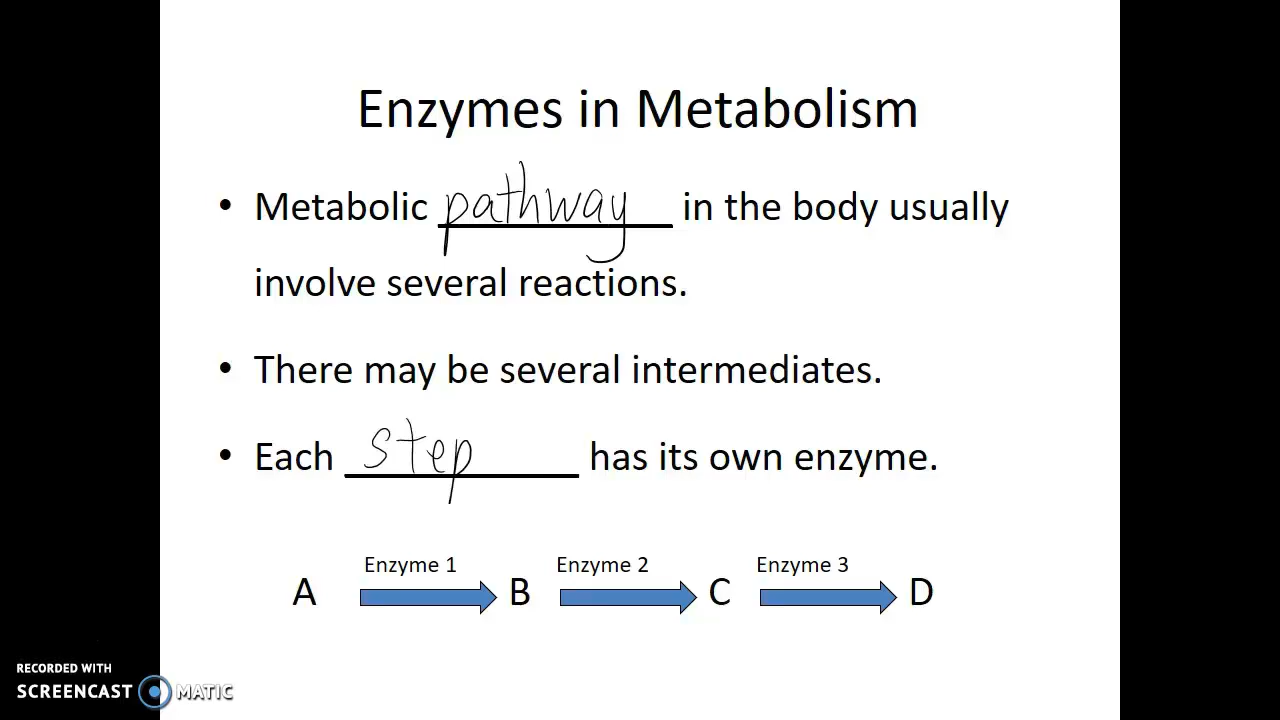 Enzymes in Metabolism
• Metabolic pathway in the body usually
involve several reactions.
• There may be several intermediates.
• Each step has its own enzyme.
Enzyme 1 Enzyme 2 Enzyme 3
A B C D
RECORDED WITH
SCREENCAST MATIC